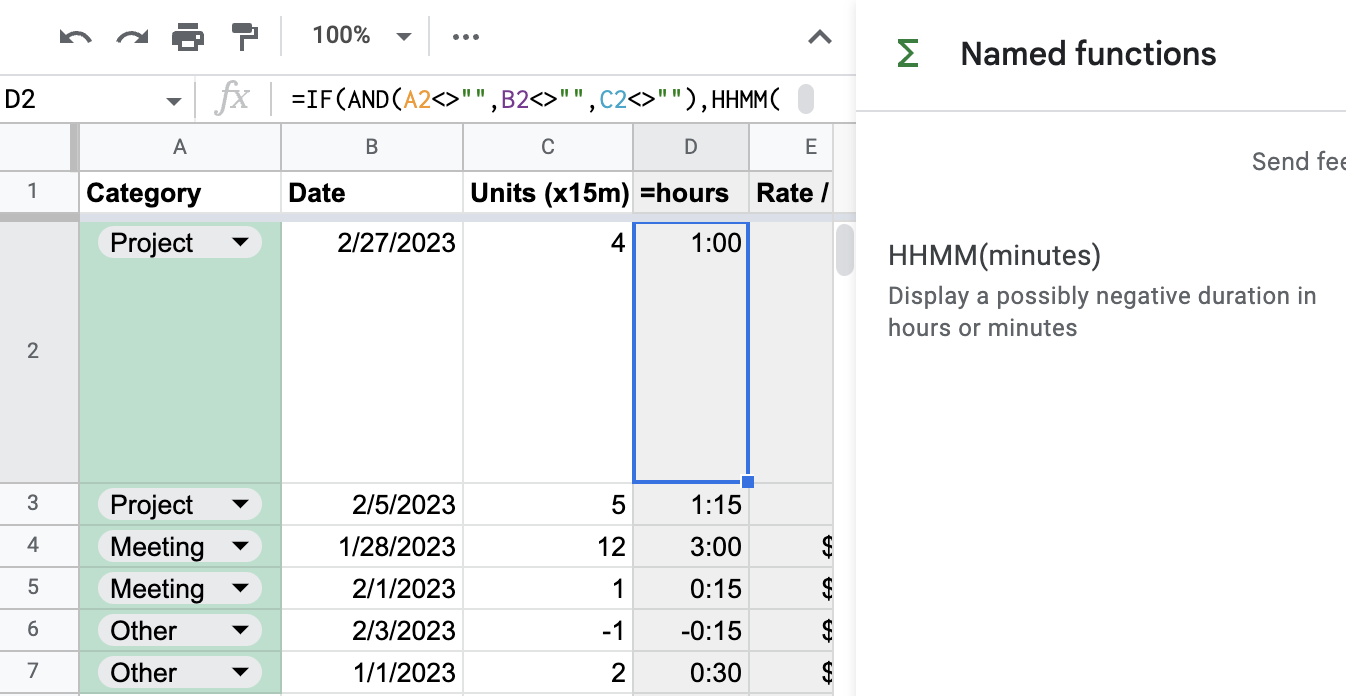 100%
Σ Named functions
D2 fx =IF(AND(A2<>"",B2<>"",C2<>""),HHMM(
A B C D E
Send fee
1 Category Date Units (x15m) =hours Rate /
2 Project 2/27/2023 4 1:00
HHMM(minutes)
Display a possibly negative duration in
hours or minutes
3 Project 2/5/2023 5 1:15
4 Meeting 1/28/2023 12 3:00 $
5 Meeting 2/1/2023 1 0:15 $
6 Other 2/3/2023 -1 -0:15 $
7 Other 1/1/2023 2 0:30 $